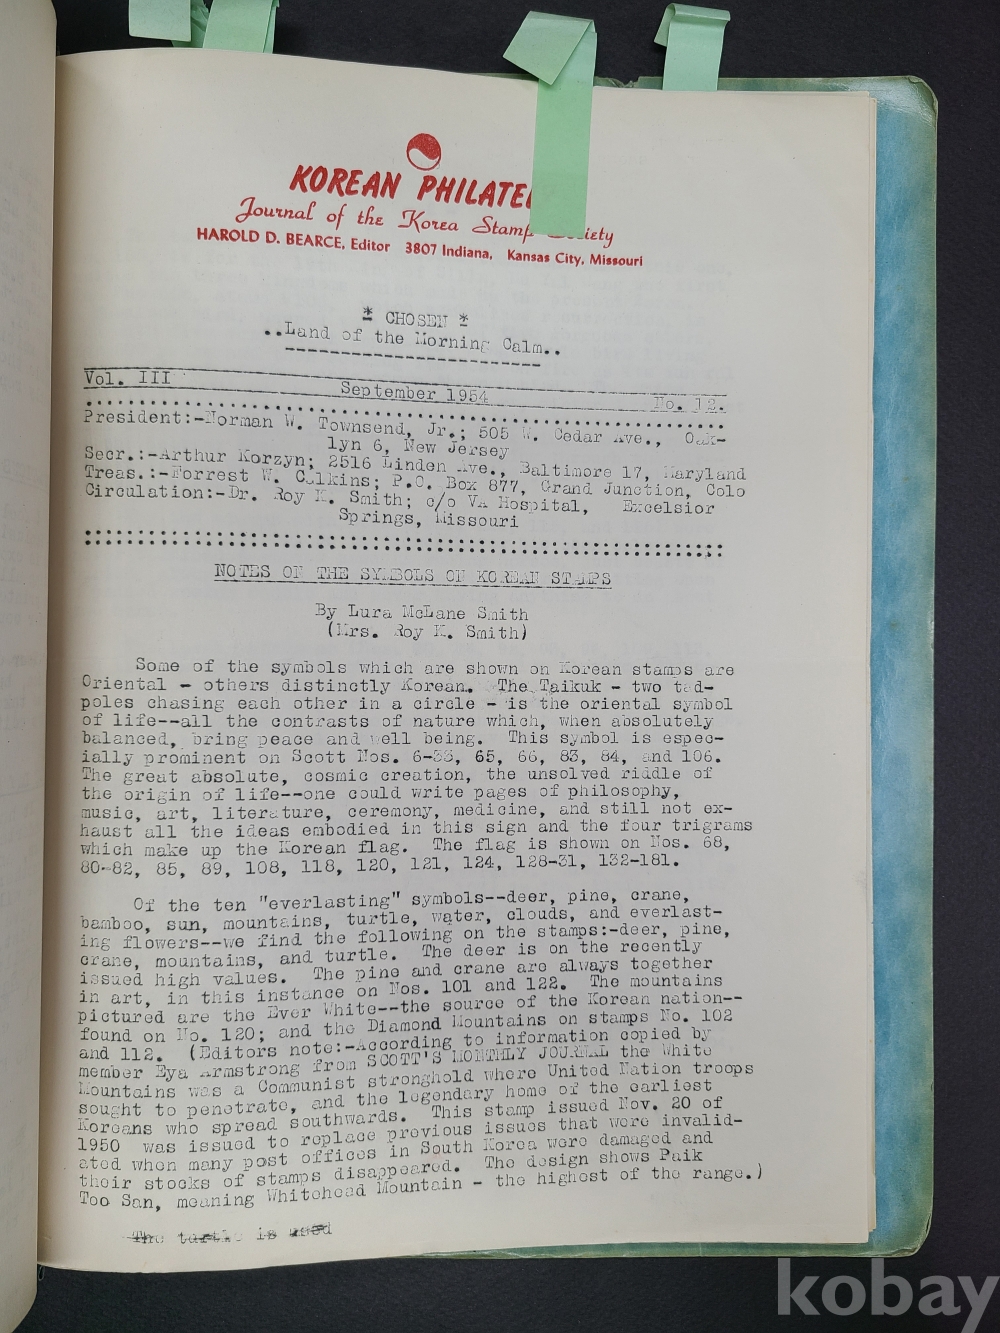 KOREAN PHILATE
Journal of the Korea Stamp
HAROLD D. BEARCE, Editor 3807 Indiana, Kansas City, Missouri
* CHOSEN *
..Land of the Morning Calm..
Vol. III September 1954 No. 12.
President:-Norman W. Townsend, Jr.; 505 W. Cedar Ave., Oak-
lyn 6, New Jersey
Secr.:-Arthur Korzyn; 2516 Linden Ave., Baltimore 17, Maryland
Treas.:-Forrest W. Calkins; P.O. Box 877, Grand Junction, Colo
Circulation:-Dr. Roy K. Smith; c/o VA Hospital, Excelsior
Springs, Missouri
NOTES ON THE SYMBOLS ON KOREAN STAMPS
By Lura McLane Smith
(Mrs. Roy K. Smith)
Some of the symbols which are shown on Korean stamps are
Oriental - others distinctly Korean. The Taikuk - two tad-
poles chasing each other in a circle - is the oriental symbol
of life--all the contrasts of nature which, when absolutely
balanced, bring peace and well being. This symbol is espec-
ially prominent on Scott Nos. 65, 66, 83, 84, and 106.
The great absolute, cosmic creation, the unsolved riddle of
the origin of life--one could write pages of philosophy,
music, art, literature, ceremony, medicine, and still not ex-
haust all the ideas embodied in this sign and the four trigrams
which make up the Korean flag. The flag is shown on Nos. 68,
80-82, 85, 89, 108, 118, 120, 121, 124, 128-31, 132-181.
Of the ten "everlasting" symbols--deer, pine, crane,
bamboo, sun, mountains, turtle, water, clouds, and everlast-
ing flowers--we find the following on the stamps:-deer, pine,
crane, mountains, and turtle. The deer is on the recently
issued high values. The pine and crane are always together
in art, in this instance on Nos. 101 and 122. The mountains
pictured are the Ever White--the source of the Korean nation--
found on No. 120; and the Diamond Mountains on stamps No. 102
and 112. (Editors note:-According to information copied by
member Eya Armstrong from SCOTT'S MONTHLY JOURNAL the White
Mountains was a Communist stronghold where United Nation troops
sought to penetrate, and the legendary home of the earliest
Koreans who spread southwards. This stamp issued Nov. 20 of
1950 was issued to replace previous issues that were invalid-
ated when many post offices in South Korea were damaged and
their stocks of stamps disappeared. The design shows Paik
Too San, meaning Whitehead Mountain - the highest of the range.)
The turtle is used
kobay